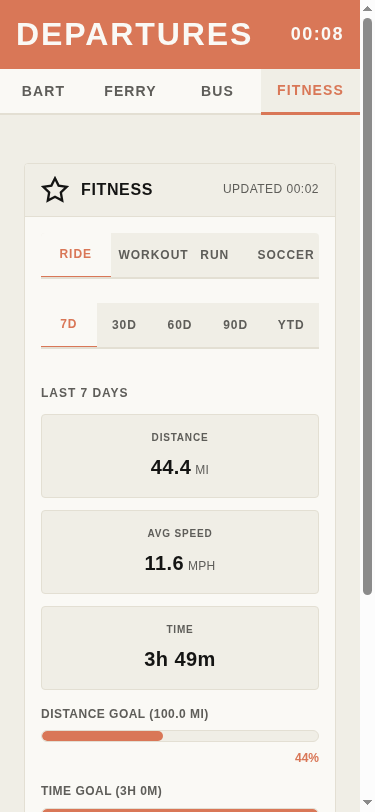 DEPARTURES 00:08
BART FERRY BUS FITNESS
FITNESS UPDATED 00:02
RIDE WORKOUT RUN SOCCER
7D 30D 60D 90D YTD
LAST 7 DAYS
DISTANCE
44.4 MI
AVG SPEED
11.6 MPH
TIME
3h 49m
DISTANCE GOAL (100.0 MI)
44%
TIME GOAL (3H 0M)